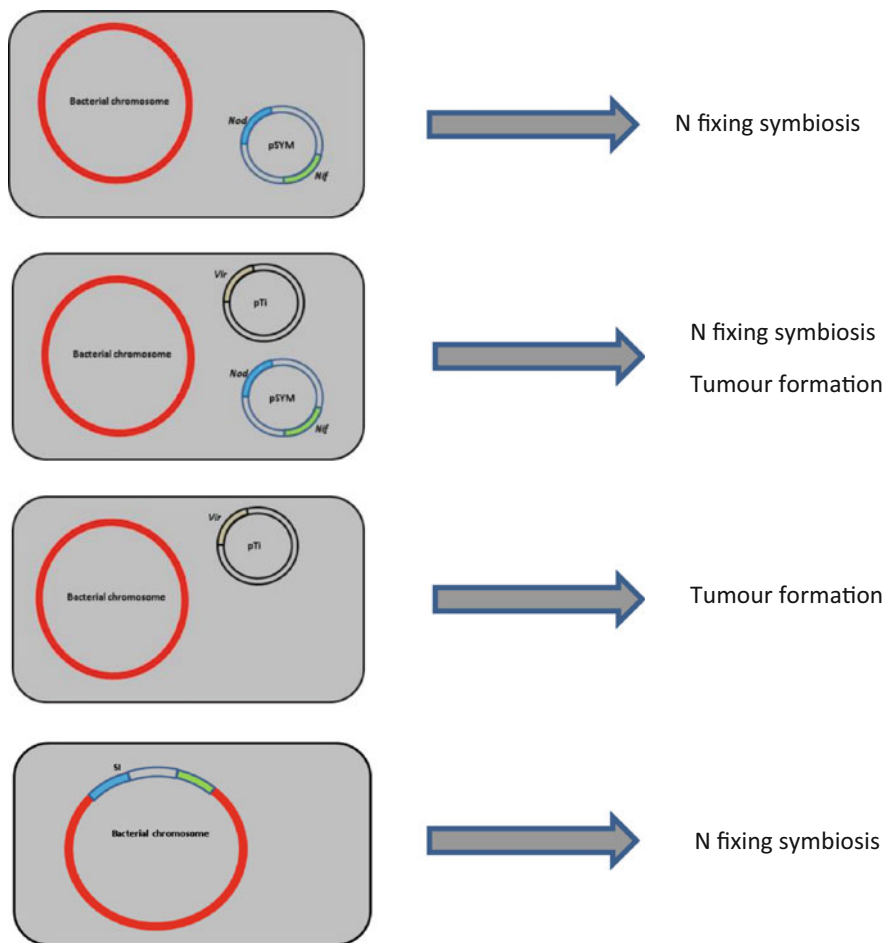 Bacterial chromosome
Nod
pSYM
Nif
N fixing symbiosis
Vir
pTi
Bacterial chromosome
Nod
pSYM
Nif
N fixing symbiosis
Tumour formation
Vir
pTi
Bacterial chromosome
Tumour formation
SI
Bacterial chromosome
N fixing symbiosis